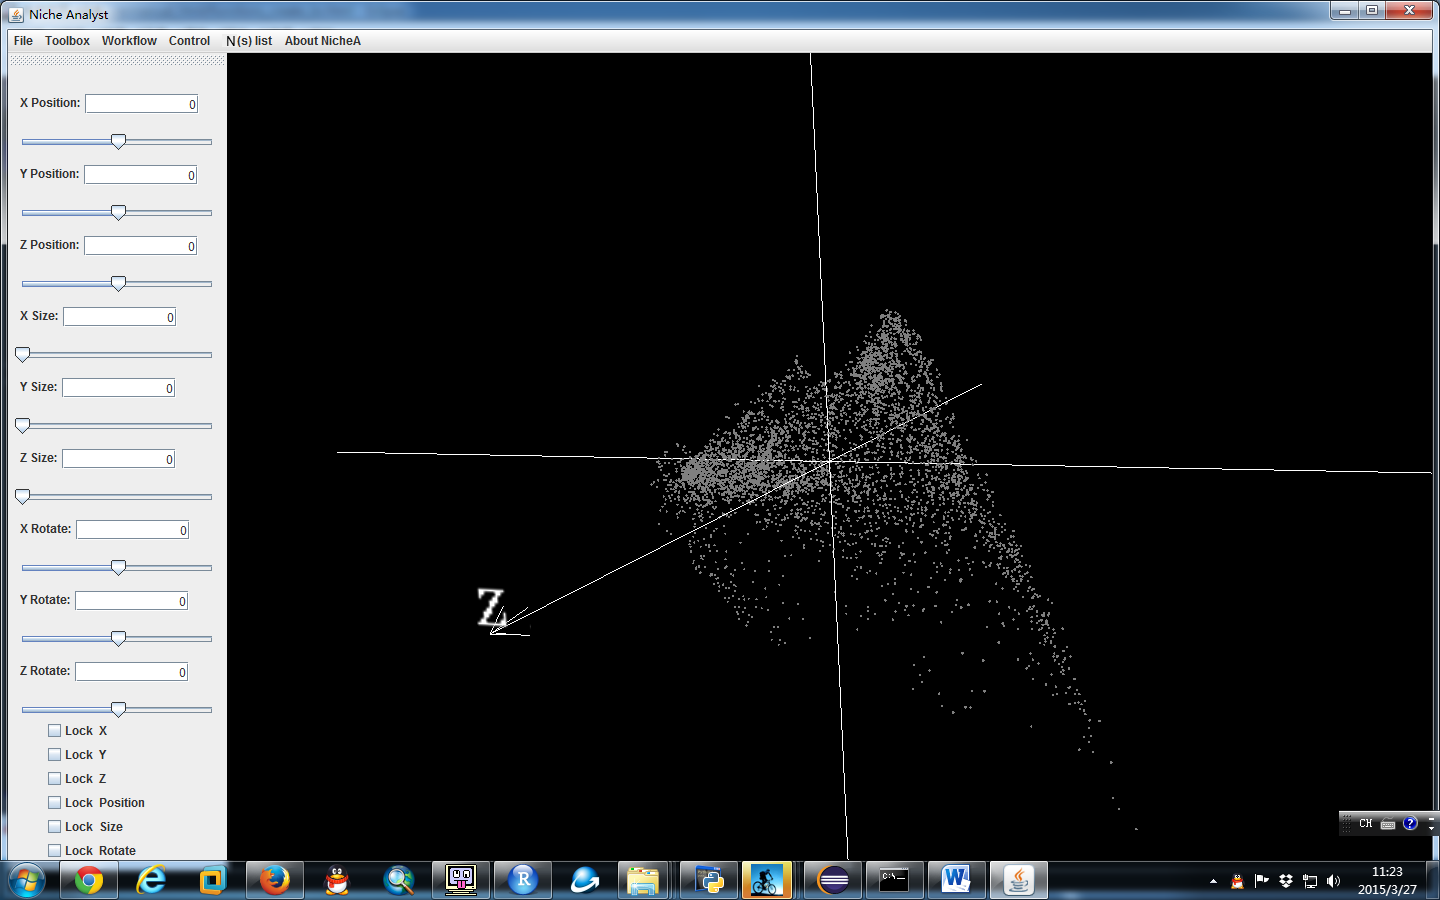 Niche Analyst
File Toolbox Workflow Control N(s) list About NicheA
X Position: 0
Y Position: 0
Z Position: 0
X Size: 0
Y Size: 0
Z Size: 0
X Rotate: 0
Y Rotate: 0
Z Rotate: 0
Lock X
Lock Y
Lock Z
Lock Position
Lock Size
Lock Rotate
Z
CH
R
C:\_
W
11:23
2015/3/27